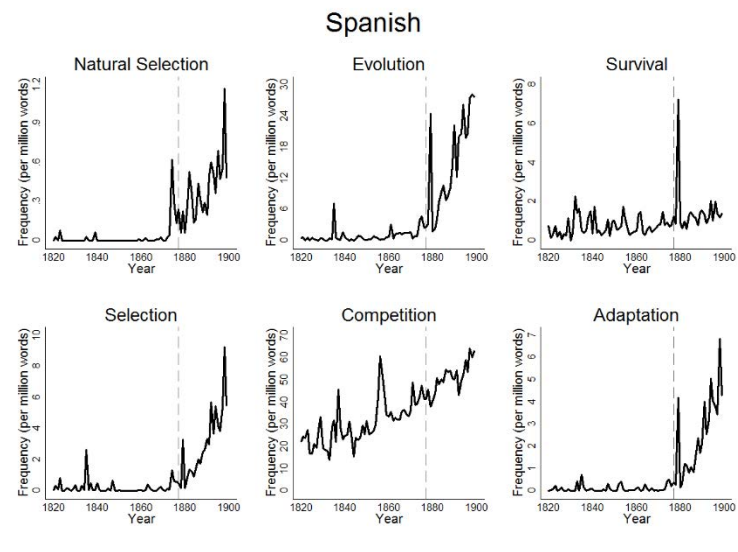 Spanish
Natural Selection
Frequency (per million words)
0 .3 .6 .9 1.2
1820 1840 1860 1880 1900
Year
Evolution
Frequency (per million words)
0 6 12 18 24 30
1820 1840 1860 1880 1900
Year
Survival
Frequency (per million words)
0 2 4 6 8
1820 1840 1860 1880 1900
Year
Selection
Frequency (per million words)
0 2 4 6 8 10
1820 1840 1860 1880 1900
Year
Competition
Frequency (per million words)
0 10 20 30 40 50 60 70
1820 1840 1860 1880 1900
Year
Adaptation
Frequency (per million words)
0 1 2 3 4 5 6 7
1820 1840 1860 1880 1900
Year